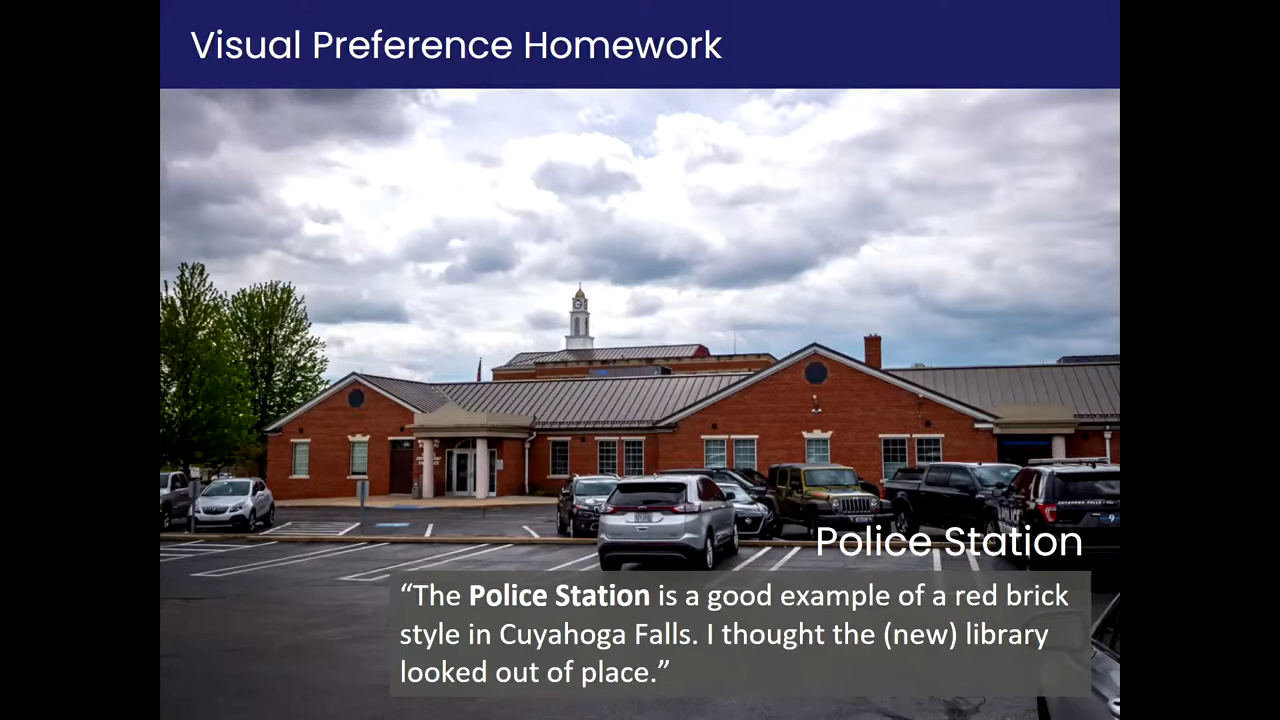 Visual Preference Homework
Police Station
“The Police Station is a good example of a red brick
style in Cuyahoga Falls. I thought the (new) library
looked out of place.”